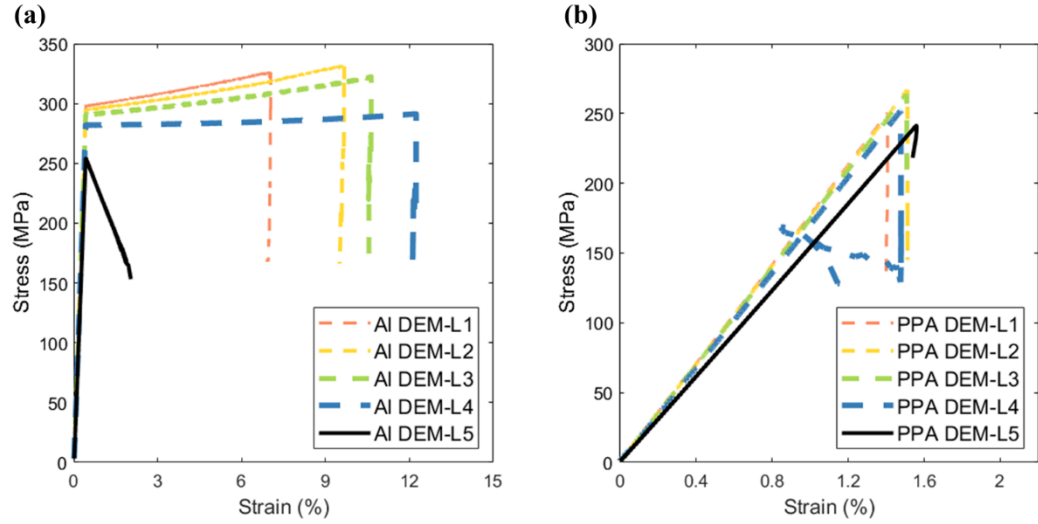 (a)
350
300
250
200
150
100
50
0
Stress (MPa)
0 3 6 9 12 15
Strain (%)
Al DEM-L1
Al DEM-L2
Al DEM-L3
Al DEM-L4
Al DEM-L5
(b)
300
250
200
150
100
50
0
Stress (MPa)
0 0.4 0.8 1.2 1.6 2
Strain (%)
PPA DEM-L1
PPA DEM-L2
PPA DEM-L3
PPA DEM-L4
PPA DEM-L5